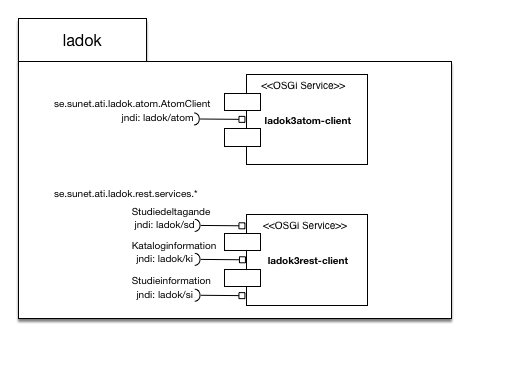 ladok
<<OSGi Service>>
se.sunet.ati.ladok.atom.AtomClient
jndi: ladok/atom
ladok3atom-client
se.sunet.ati.ladok.rest.services.*
Studiedeltagande
jndi: ladok/sd
<<OSGi Service>>
Kataloginformation
jndi: ladok/ki
ladok3rest-client
Studieinformation
jndi: ladok/si